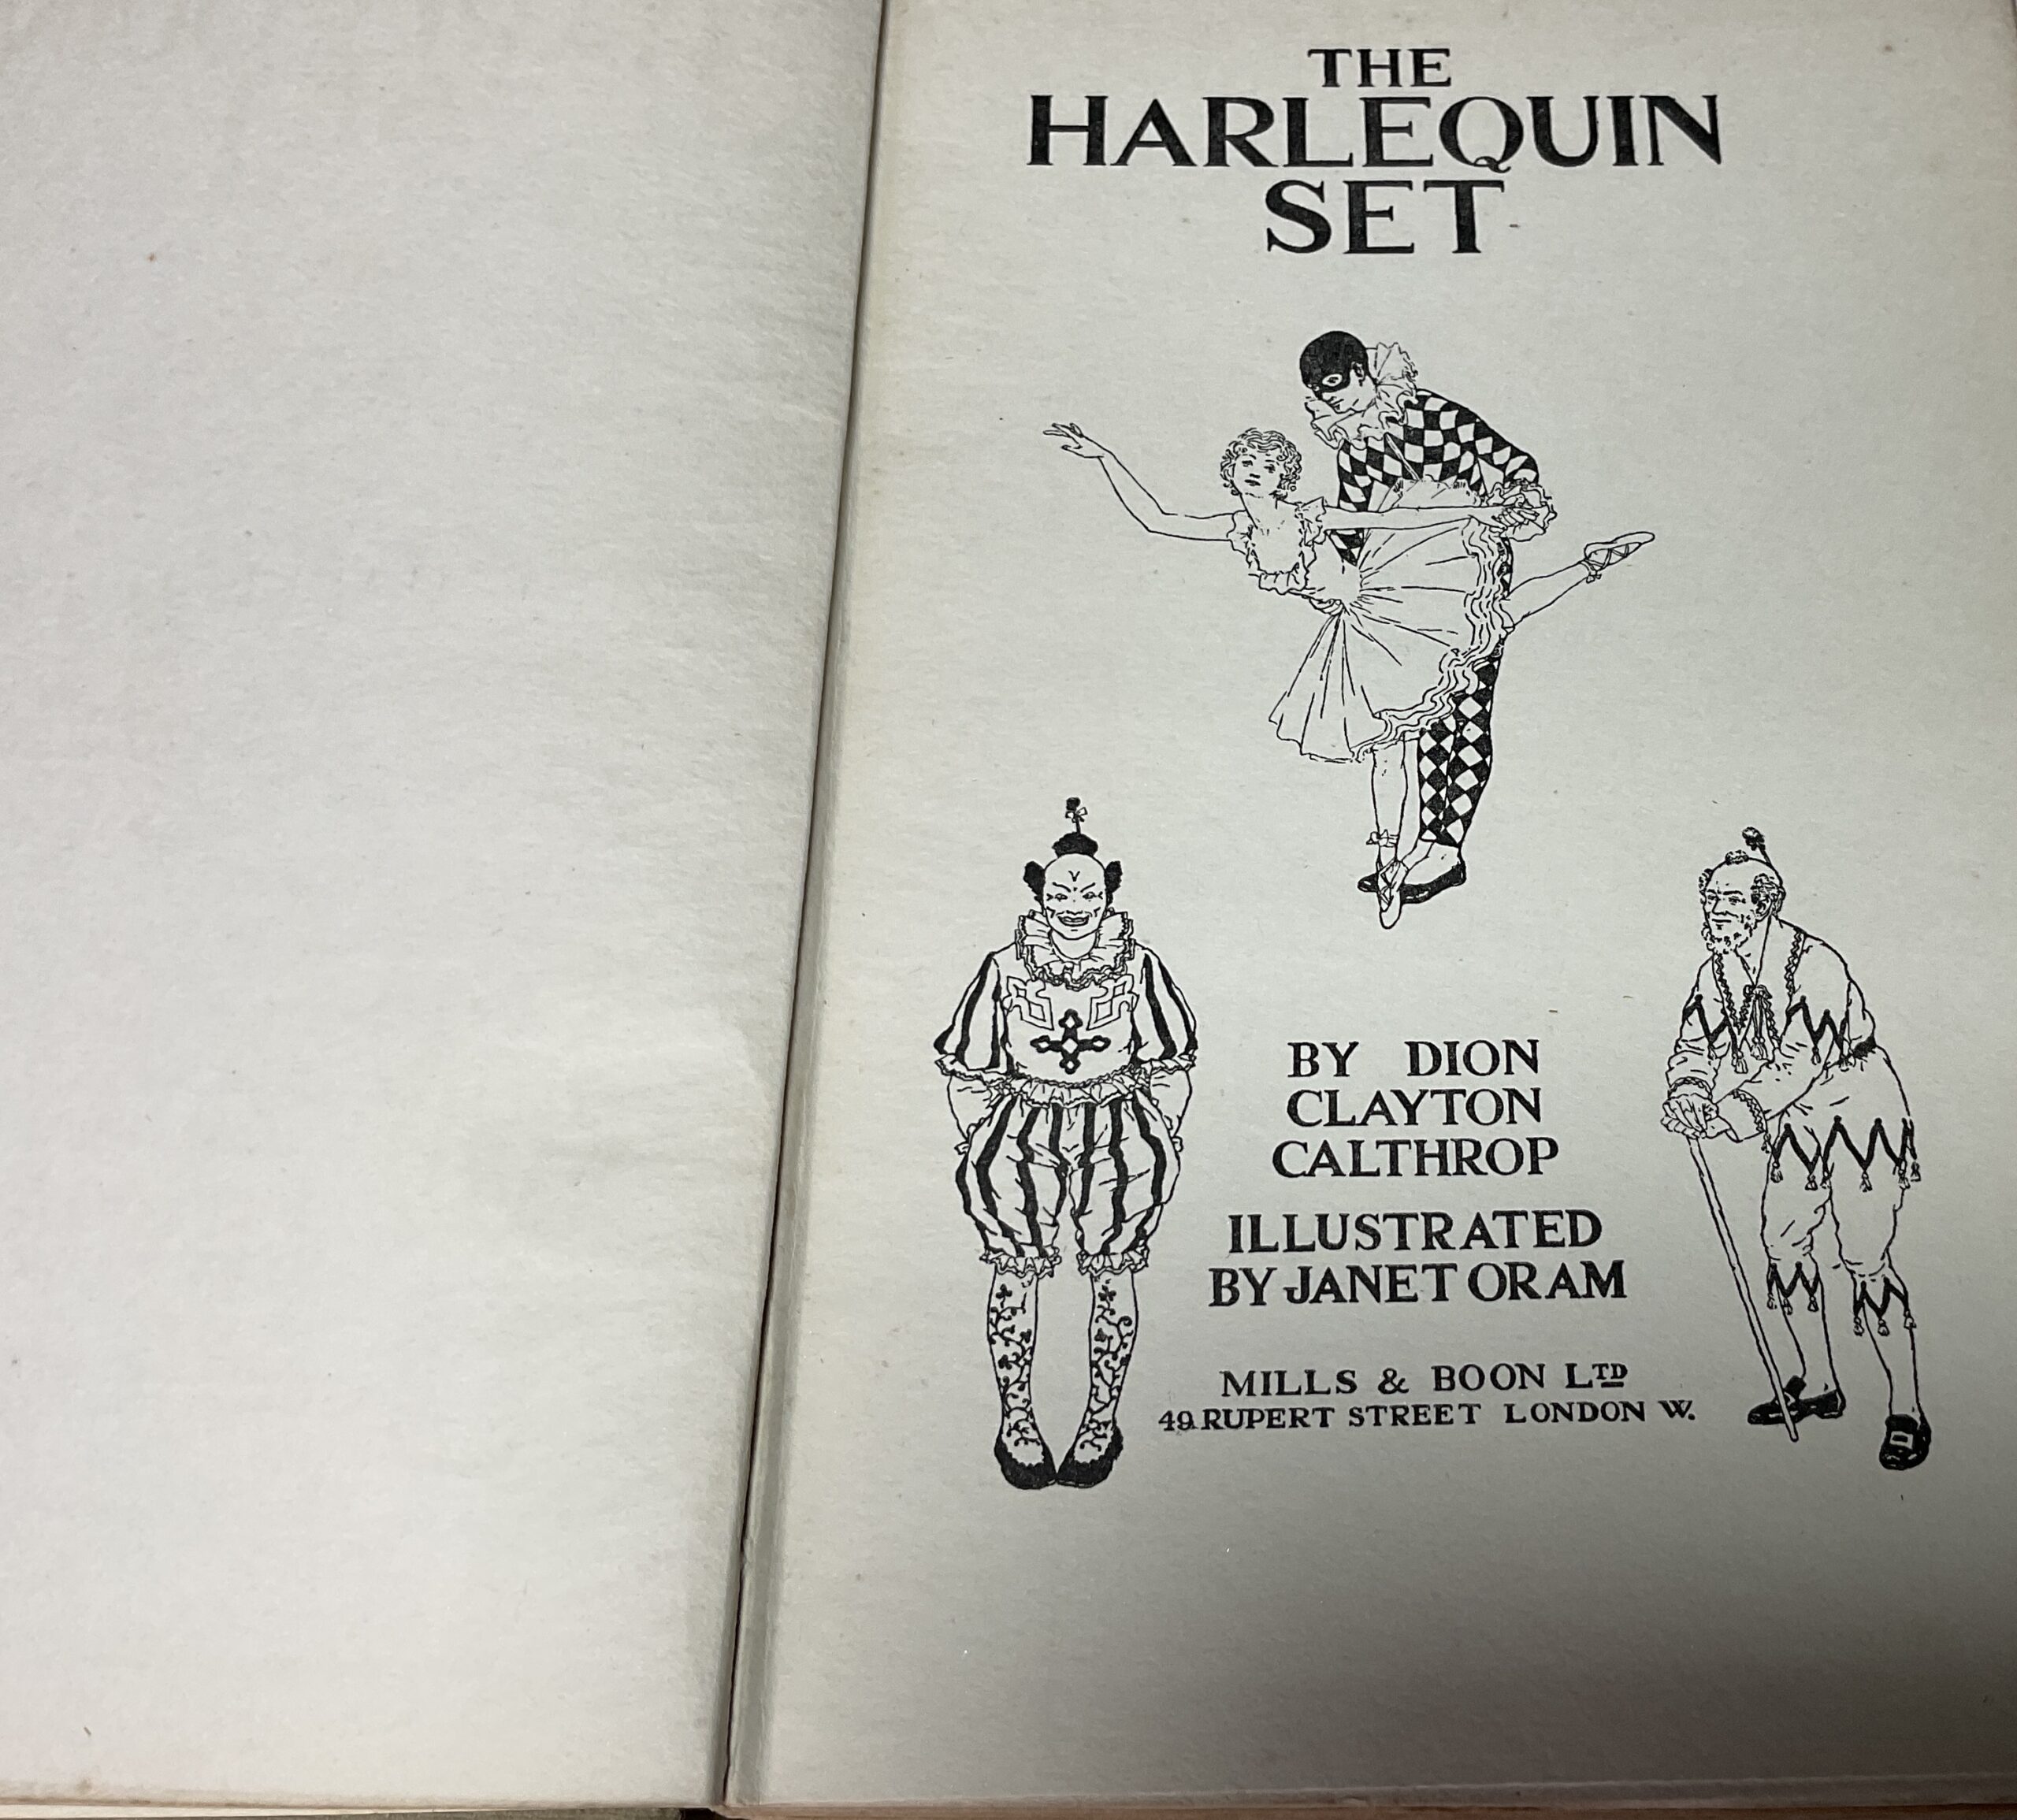 THE
HARLEQUIN
SET
BY DION
CLAYTON
CALTHROP
ILLUSTRATED
BY JANET ORAM
MILLS & BOON LTD
49 RUPERT STREET LONDON W.